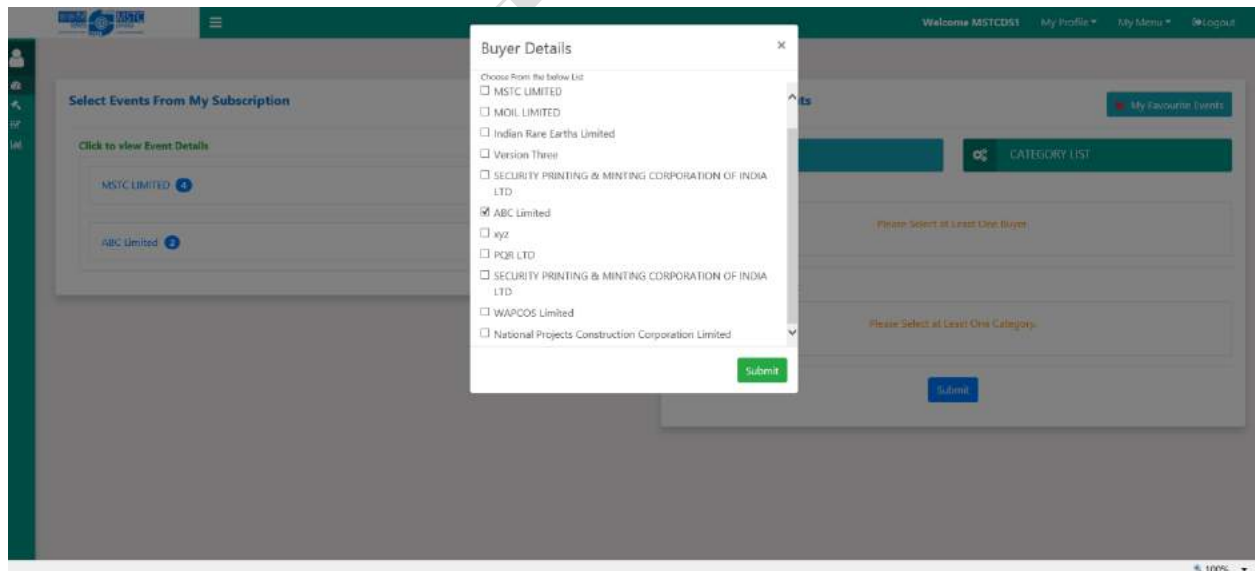 MSTC
Welcome MSTCDS1
My Profile
My Menu
Logout
Buyer Details
×
Choose From the below List
MSTC LIMITED
MOIL LIMITED
Indian Rare Earths Limited
Version Three
SECURITY PRINTING & MINTING CORPORATION OF INDIA
LTD
ABC Limited
xyz
PQR LTD
SECURITY PRINTING & MINTING CORPORATION OF INDIA
LTD
WAPCOS Limited
National Projects Construction Corporation Limited
Submit
Select Events From My Subscription
Click to view Event Details
MSTC LIMITED 4
ABC Limited 2
ts
My Favourite Events
CATEGORY LIST
Please Select at Least One Buyer
Please Select at Least One Category.
Submit
100%